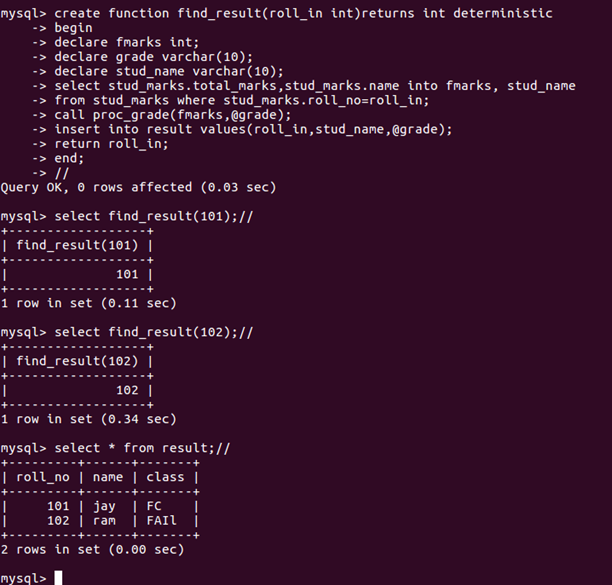 mysql> create function find_result(roll_in int)returns int deterministic
    -> begin
    -> declare fmarks int;
    -> declare grade varchar(10);
    -> declare stud_name varchar(10);
    -> select stud_marks.total_marks,stud_marks.name into fmarks, stud_name
    -> from stud_marks where stud_marks.roll_no=roll_in;
    -> call proc_grade(fmarks,@grade);
    -> insert into result values(roll_in,stud_name,@grade);
    -> return roll_in;
    -> end;
    -> //
Query OK, 0 rows affected (0.03 sec)

mysql> select find_result(101);//
+------------------+
| find_result(101) |
+------------------+
|              101 |
+------------------+
1 row in set (0.11 sec)

mysql> select find_result(102);//
+------------------+
| find_result(102) |
+------------------+
|              102 |
+------------------+
1 row in set (0.34 sec)

mysql> select * from result;//
+---------+------+-------+
| roll_no | name | class |
+---------+------+-------+
|     101 | jay  | FC    |
|     102 | ram  | FAIl  |
+---------+------+-------+
2 rows in set (0.00 sec)

mysql>